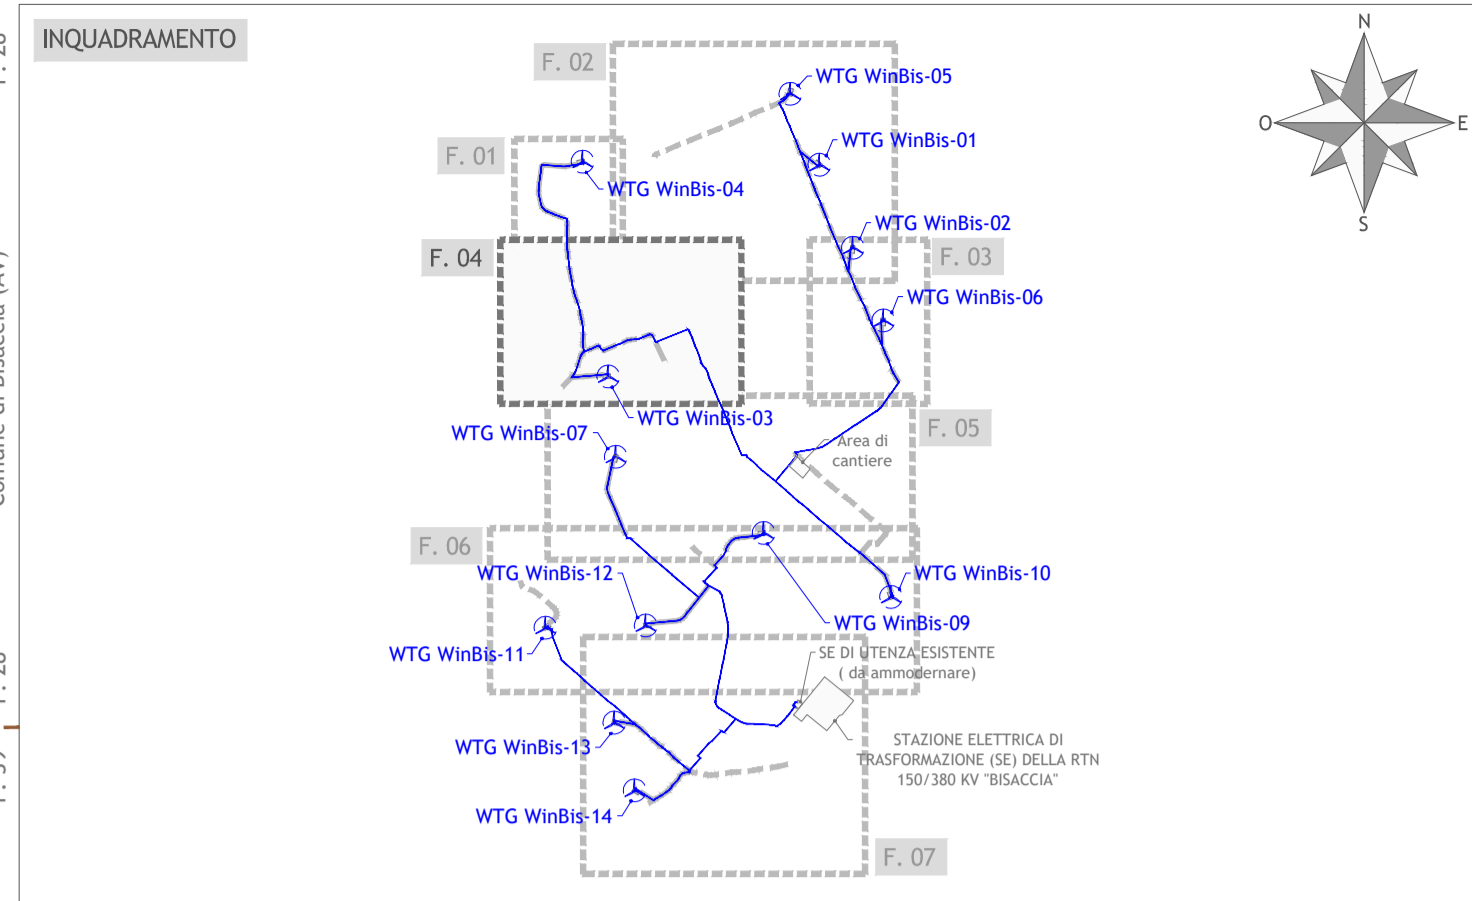 INQUADRAMENTO
N
O
E
S
F. 02
WTG WinBis-05
F. 01
WTG WinBis-01
WTG WinBis-04
WTG WinBis-02
F. 04
F. 03
WTG WinBis-06
WTG WinBis-03
WTG WinBis-07
F. 05
Area di
cantiere
F. 06
WTG WinBis-12
WTG WinBis-10
WTG WinBis-09
WTG WinBis-11
SE DI UTENZA ESISTENTE
( da ammodernare)
WTG WinBis-13
STAZIONE ELETTRICA DI
TRASFORMAZIONE (SE) DELLA RTN
150/380 KV "BISACCIA"
WTG WinBis-14
F. 07